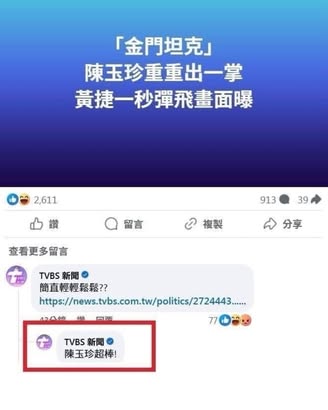 「金門坦克」
陳玉珍重重出一掌
黃捷一秒彈飛畫面曝
2,611
913
39
讚
留言
複製
分享
查看更多留言
TVBS 新聞
簡直輕輕鬆鬆??
https://news.tvbs.com.tw/politics/2724443......
77
TVBS 新聞
陳玉珍超棒!